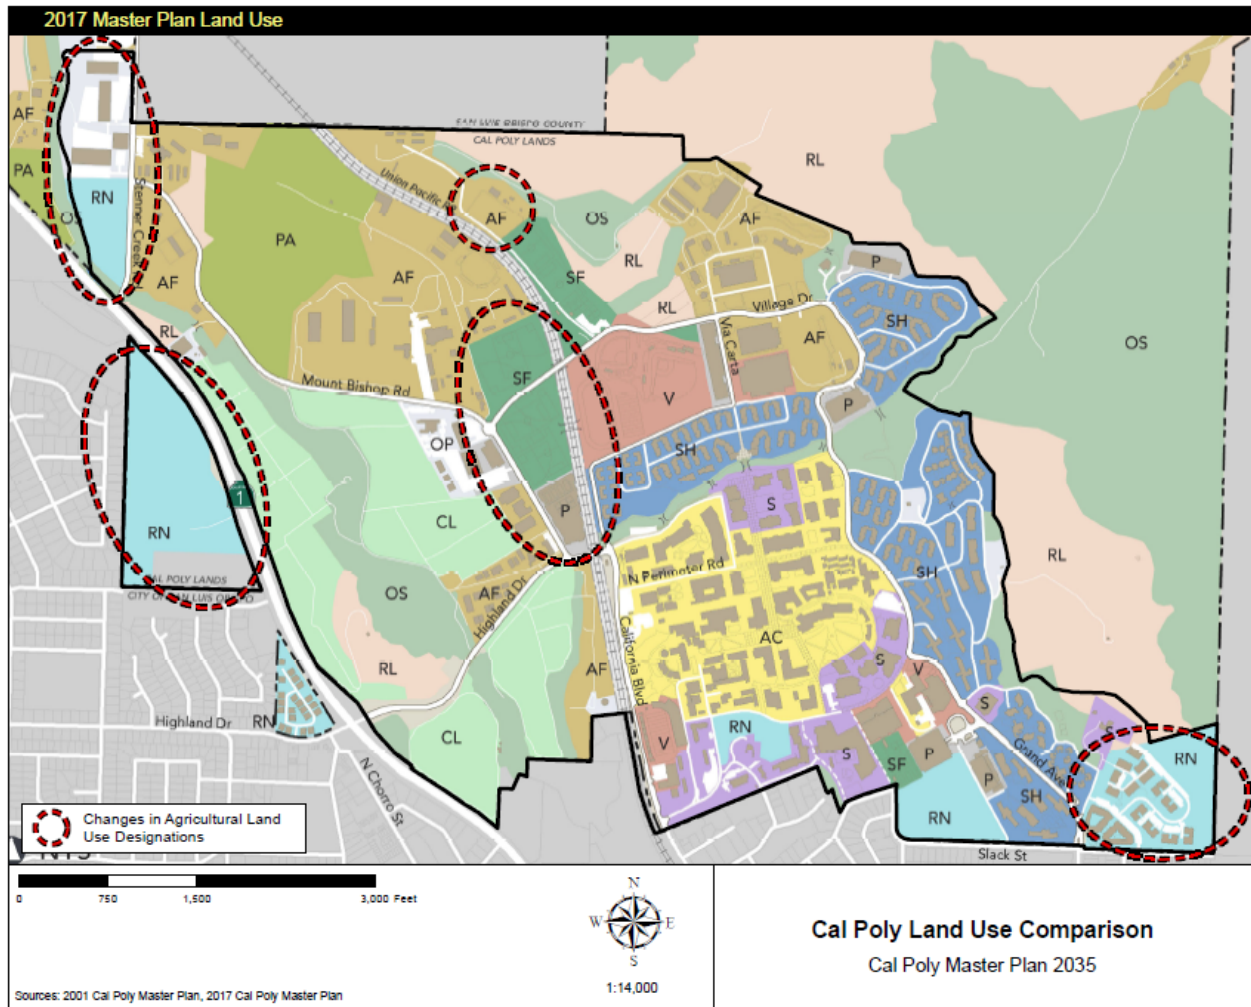 2017 Master Plan Land Use
SAN LUIS OBISPO COUNTY
CAL POLY LANDS
AF
PA
RN
OS
Stenner Creek
AF
RL
PA
Union Pacific
AF
AF
SF
OS
RL
RL
RL
AF
P
Village Dr
SH
Via Carta
AF
OS
Mount Bishop Rd
SF
V
P
OP
SH
P
S
CL
RN
1
CAL POLY LANDS
CITY OF SAN LUIS OBISPO
N Perimeter Rd
SH
RL
OS
AF
Highland Dr
AC
California Blvd
RL
AF
S
V
S
Highland Dr
RN
CL
V
RN
S
SF
P
P
Grand Ave
SH
RN
RN
N Chorro St
Slack St
Changes in Agricultural Land
Use Designations
NTS
0 750 1,500 3,000 Feet
N
W E
S
1:14,000
Cal Poly Land Use Comparison
Cal Poly Master Plan 2035
Sources: 2001 Cal Poly Master Plan, 2017 Cal Poly Master Plan